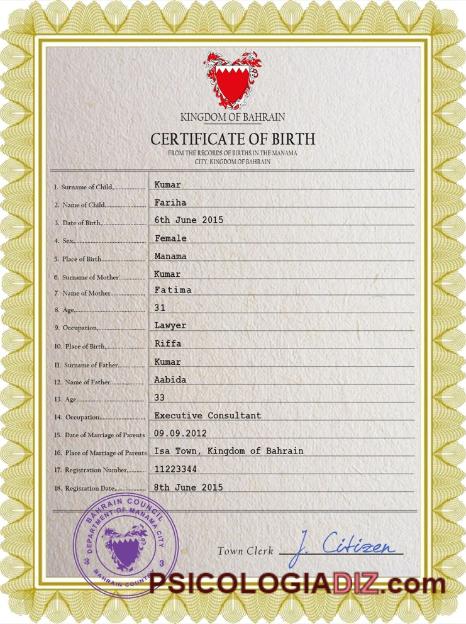 KINGDOM OF BAHRAIN
CERTIFICATE OF BIRTH
FROM THE RECORDS OF BIRTHS IN THE MANAMA
CITY, KINGDOM OF BAHRAIN
1. Surname of Child Kumar
2. Name of Child Fariha
3. Date of Birth 6th June 2015
4. Sex Female
5. Place of Birth Manama
6. Surname of Mother Kumar
7. Name of Mother Fatima
8. Age 31
9. Occupation Lawyer
10. Place of Birth Riffa
11. Surname of Father Kumar
12. Name of Father Aabida
13. Age 33
14. Occupation Executive Consultant
15. Date of Marriage of Parents 09.09.2012
16. Place of Marriage of Parents Isa Town, Kingdom of Bahrain
17. Registration Number 11223344
18. Registration Date 8th June 2015
BAHRAIN COUNCIL
DEPARTMENT OF MANAMA CITY
Town Clerk J. Citizen
PSICOLOGIADIZ.com